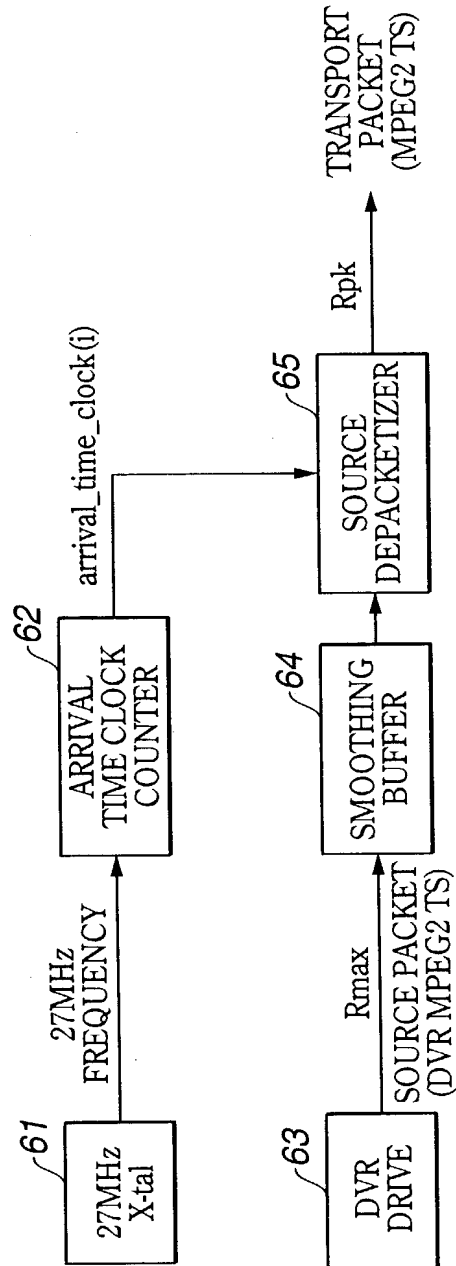 61
27MHz
X-tal
27MHz
FREQUENCY
62
ARRIVAL
TIME CLOCK
COUNTER
arrival_time_clock(i)
63
DVR
DRIVE
Rmax
SOURCE PACKET
(DVR MPEG2 TS)
64
SMOOTHING
BUFFER
65
SOURCE
DEPACKETIZER
Rpk
TRANSPORT
PACKET
(MPEG2 TS)